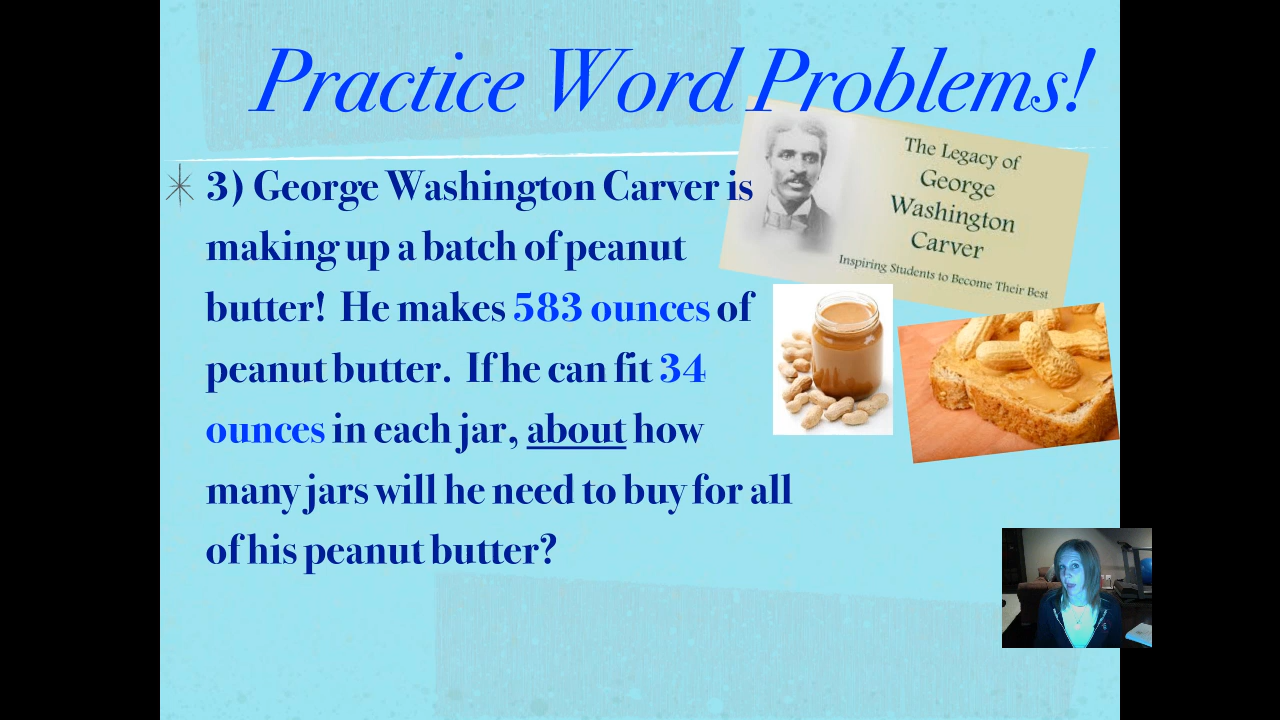 Practice Word Problems!
3) George Washington Carver is
making up a batch of peanut
butter! He makes 583 ounces of
peanut butter. If he can fit 34
ounces in each jar, about how
many jars will he need to buy for all
of his peanut butter?
The Legacy of
George
Washington
Carver
Inspiring Students to Become Their Best